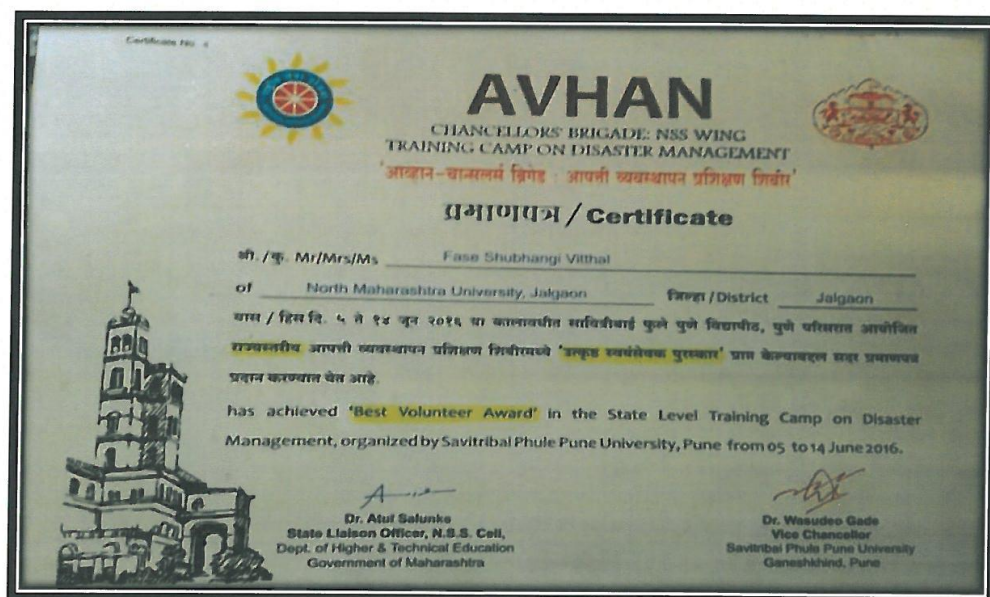 Certificate No.
AVHAN
CHANCELLORS' BRIGADE: NSS WING
TRAINING CAMP ON DISASTER MANAGEMENT
'आव्हान-चान्सलर्स ब्रिगेड : आपत्ती व्यवस्थापन प्रशिक्षण शिबीर'
प्रमाणपत्र / Certificate
श्री. / कु. Mr/Mrs/Ms Fase Shubhangi Vitthal
of North Maharashtra University, Jalgaon जिल्हा / District Jalgaon
यास / हिस दि. ५ ते १४ जून २०१६ या कालावधीत सावित्रीबाई फुले पुणे विद्यापीठ, पुणे परिसरात आयोजित
राज्यस्तरीय आपत्ती व्यवस्थापन प्रशिक्षण शिबीरामध्ये 'उत्कृष्ठ स्वयंसेवक पुरस्कार' प्राप्त केल्याबद्दल सदर प्रमाणपत्र
प्रदान करण्यात येत आहे.
has achieved 'Best Volunteer Award' in the State Level Training Camp on Disaster
Management, organized by Savitribai Phule Pune University, Pune from 05 to 14 June 2016.
Dr. Atul Salunke
State Liaison Officer, N.S.S. Cell,
Dept. of Higher & Technical Education
Government of Maharashtra
Dr. Wasudeo Gade
Vice Chancellor
Savitribai Phule Pune University
Ganeshkhind, Pune